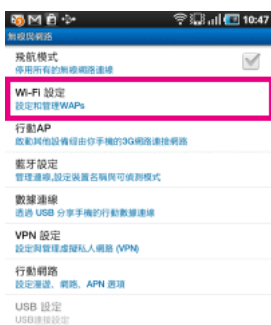 10:47
無線與網路
飛航模式
停用所有的無線網路連線
Wi-Fi 設定
設定和管理WAPs
行動AP
啟動其他設備經由你手機的3G網路連接網路
藍牙設定
管理連線,設定裝置名稱與可偵測模式
數據連線
透過 USB 分享手機的行動數據連線
VPN 設定
設定與管理虛擬私人網路 (VPN)
行動網路
設定漫遊、網路、APN 選項
USB 設定
USB連接設定